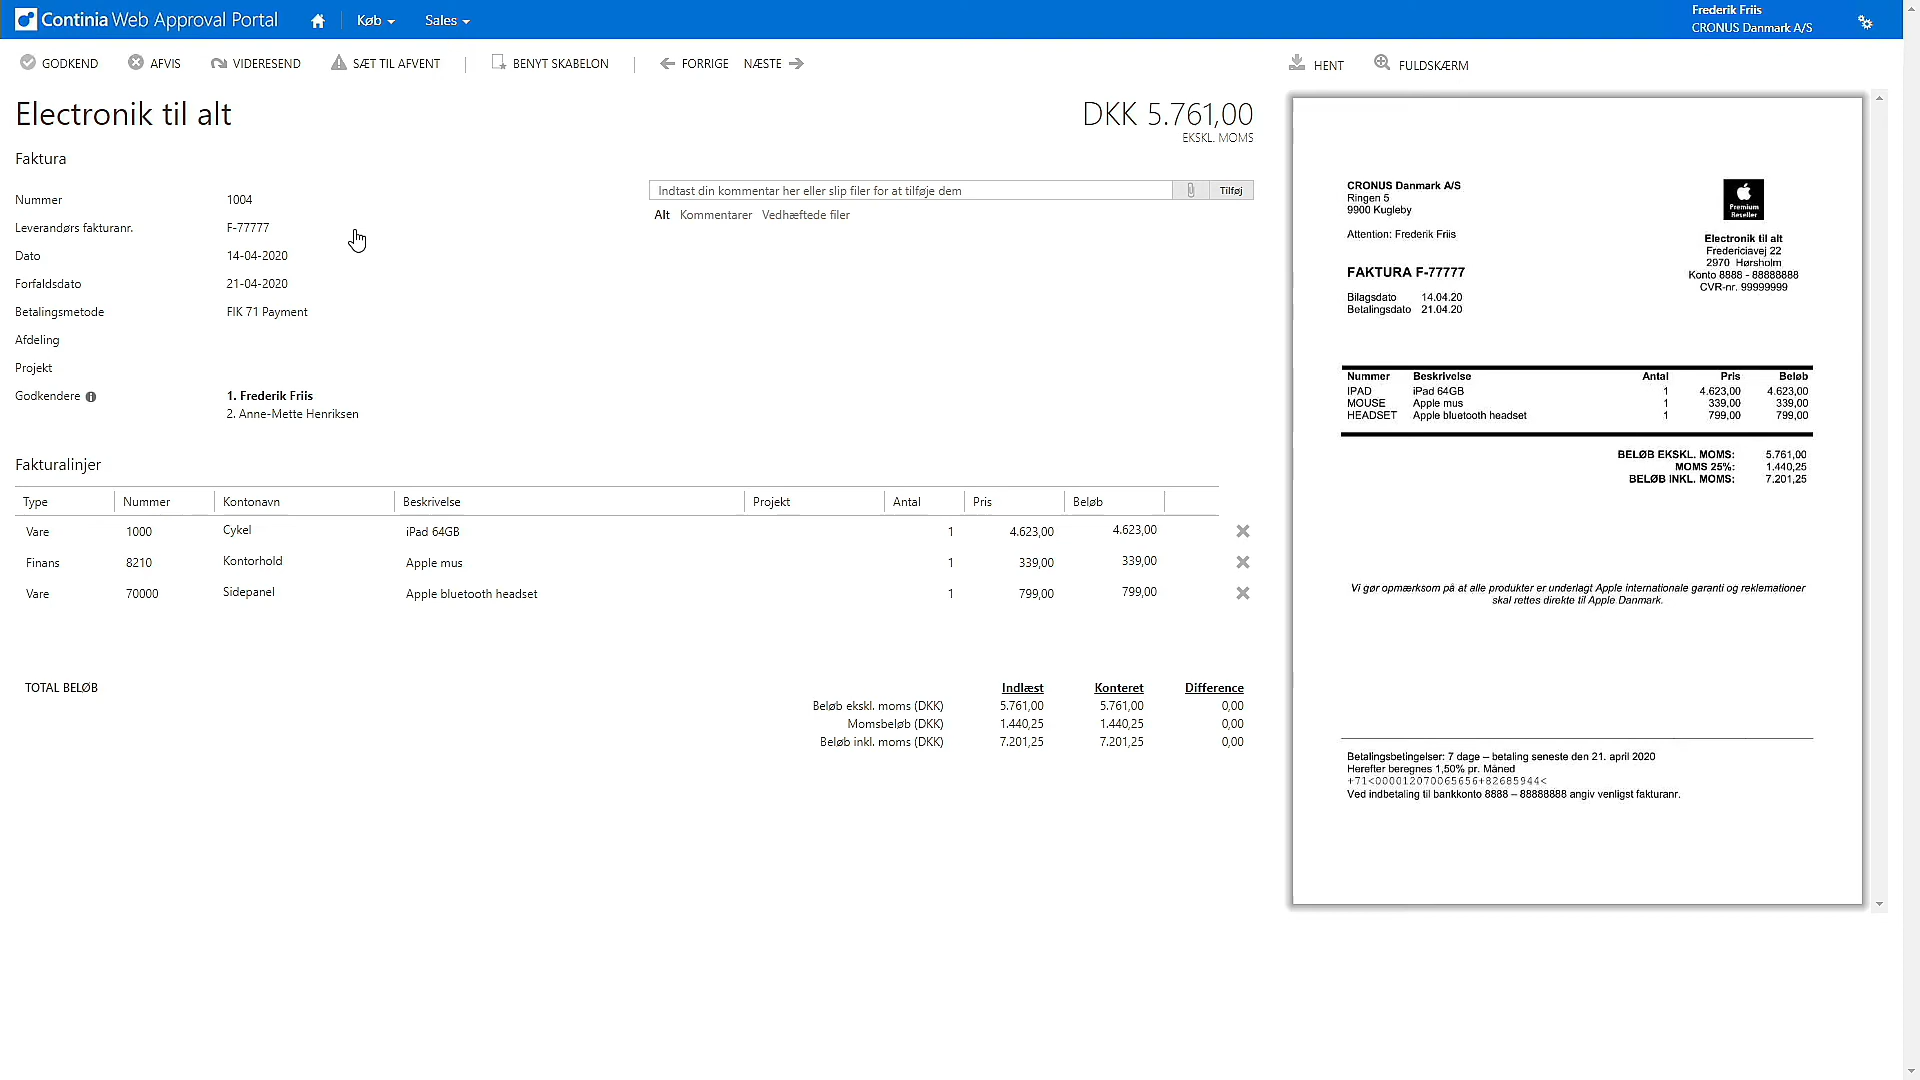 Continia Web Approval Portal
Køb
Sales
Frederik Friis
CRONUS Danmark A/S
GODKEND
AFVIS
VIDERESEND
SÆT TIL AFVENT
BENYT SKABELON
FORRIGE
NÆSTE
HENT
FULDSKÆRM
Electronik til alt
DKK 5.761,00
EKSKL. MOMS
Faktura
Nummer 1004
Leverandørs fakturanr. F-77777
Dato 14-04-2020
Forfaldsdato 21-04-2020
Betalingsmetode FIK 71 Payment
Afdeling
Projekt
Godkendere 1. Frederik Friis
2. Anne-Mette Henriksen
Indtast din kommentar her eller slip filer for at tilføje dem
Tilføj
Alt Kommentarer Vedhæftede filer
Fakturalinjer
Type Nummer Kontonavn Beskrivelse Projekt Antal Pris Beløb
Vare 1000 Cykel iPad 64GB 1 4.623,00 4.623,00
Finans 8210 Kontorhold Apple mus 1 339,00 339,00
Vare 70000 Sidepanel Apple bluetooth headset 1 799,00 799,00
TOTAL BELØB
Indlæst Konteret Difference
Beløb ekskl. moms (DKK) 5.761,00 5.761,00 0,00
Momsbeløb (DKK) 1.440,25 1.440,25 0,00
Beløb inkl. moms (DKK) 7.201,25 7.201,25 0,00
CRONUS Danmark A/S
Ringen 5
9900 Kugleby
Attention: Frederik Friis
Premium
Reseller
Electronik til alt
Fredericiavej 22
2970 Hørsholm
Konto 8888 - 88888888
CVR-nr. 99999999
FAKTURA F-77777
Bilagsdato 14.04.20
Betalingsdato 21.04.20
Nummer Beskrivelse Antal Pris Beløb
IPAD iPad 64GB 1 4.623,00 4.623,00
MOUSE Apple mus 1 339,00 339,00
HEADSET Apple bluetooth headset 1 799,00 799,00
BELØB EKSKL. MOMS: 5.761,00
MOMS 25%: 1.440,25
BELØB INKL. MOMS: 7.201,25
Vi gør opmærksom på at alle produkter er underlagt Apple internationale garanti og reklemationer
skal rettes direkte til Apple Danmark.
Betalingsbetingelser: 7 dage – betaling seneste den 21. april 2020
Herefter beregnes 1,50% pr. Måned
+71<000012070065656+82685944<
Ved indbetaling til bankkonto 8888 – 88888888 angiv venligst fakturanr.